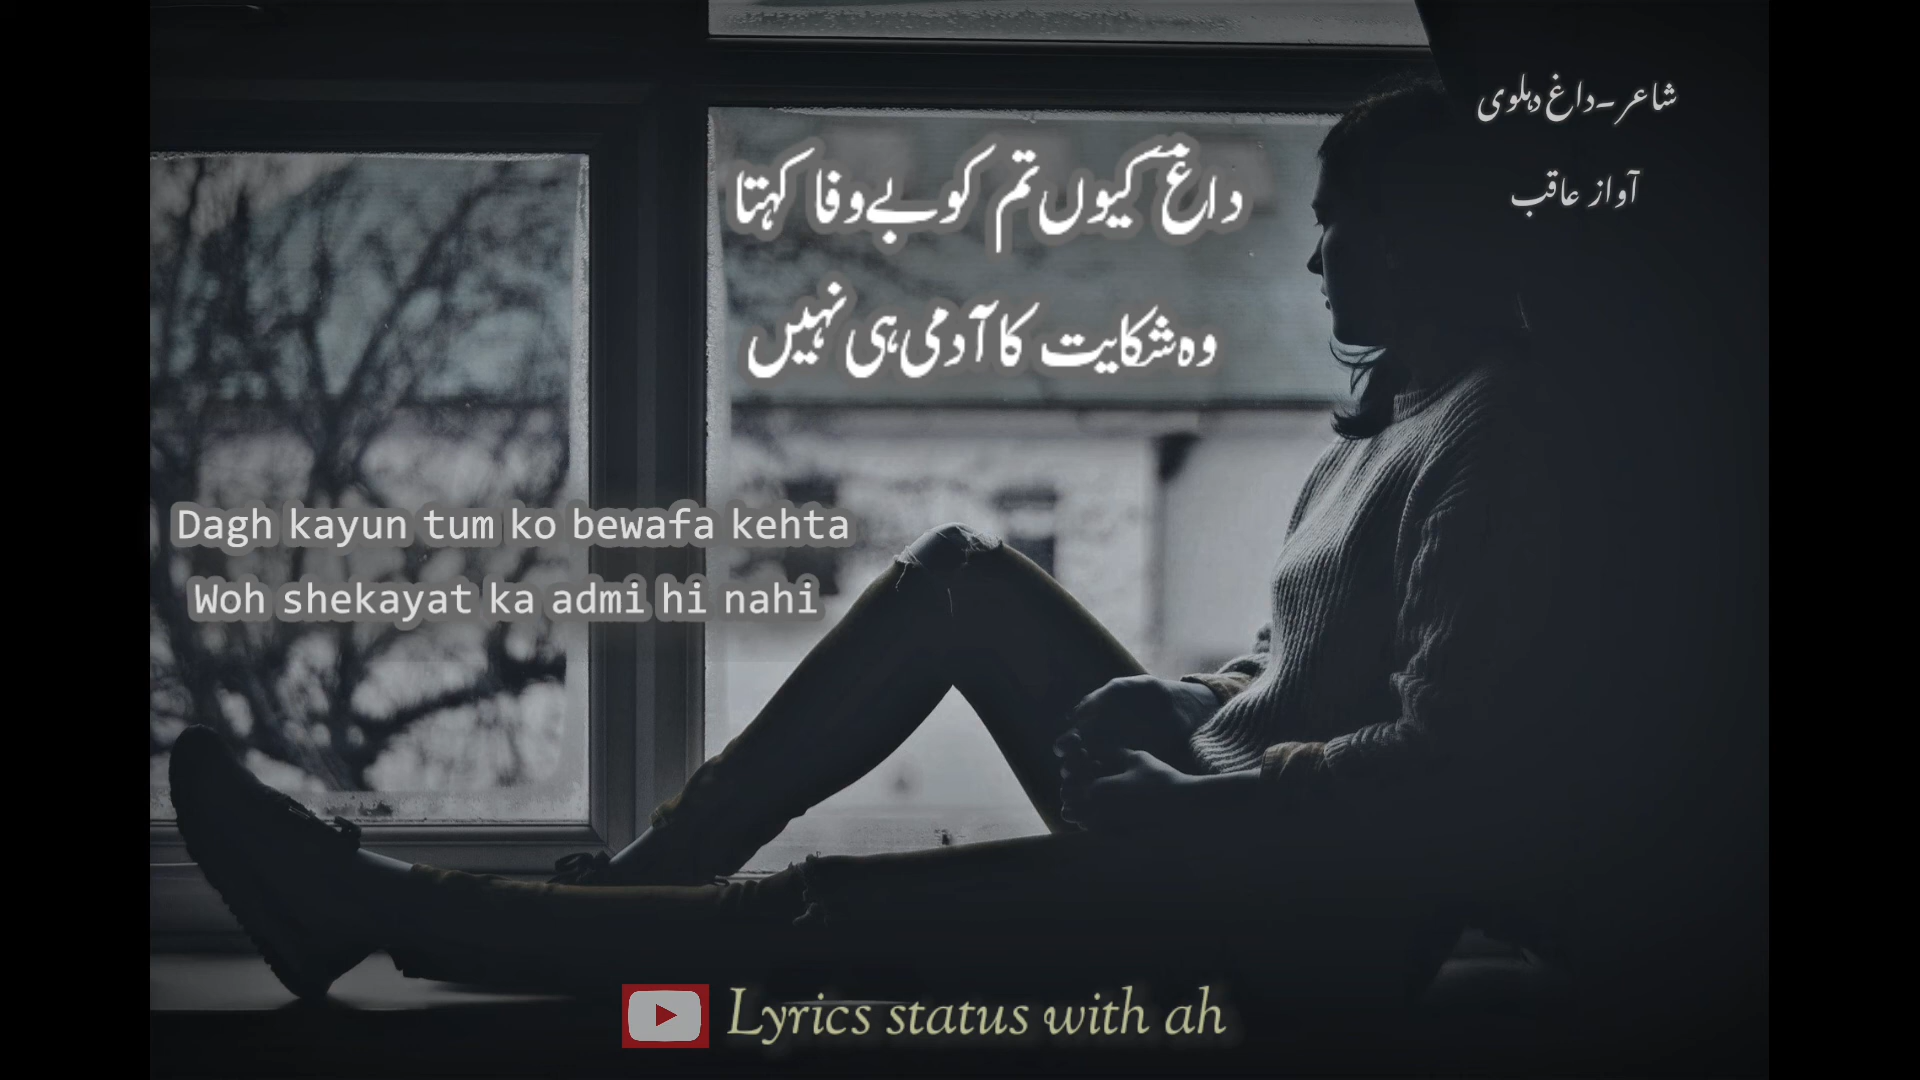 شاعر۔داغ دہلوی
آواز عاقب
داغؔ کیوں تم کو بے وفا کہتا
وہ شکایت کا آدمی ہی نہیں
Dagh kayun tum ko bewafa kehta
Woh shekayat ka admi hi nahi
Lyrics status with ah